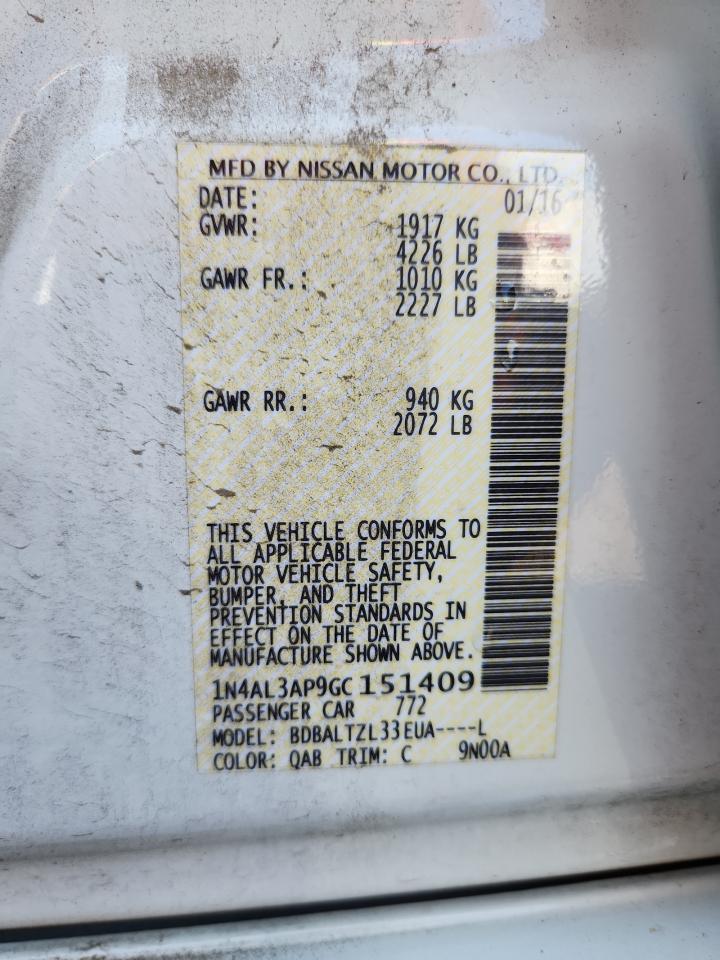 MFD BY NISSAN MOTOR CO., LTD.
DATE: 01/16
GVWR: 1917 KG
4226 LB
GAWR FR.: 1010 KG
2227 LB
GAWR RR.: 940 KG
2072 LB
THIS VEHICLE CONFORMS TO
ALL APPLICABLE FEDERAL
MOTOR VEHICLE SAFETY,
BUMPER, AND THEFT
PREVENTION STANDARDS IN
EFFECT ON THE DATE OF
MANUFACTURE SHOWN ABOVE.
1N4AL3AP9GC151409
PASSENGER CAR 772
MODEL: BDBALTZL33EUA----L
COLOR: QAB TRIM: C 9N00A